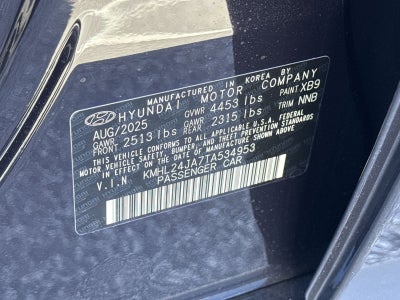 MANUFACTURED IN KOREA BY
HYUNDAI MOTOR COMPANY
AUG/2025 GVWR 4453 lbs PAINT XB9
GAWR FRONT 2513 lbs GAWR REAR 2315 lbs TRIM NNB
THIS VEHICLE CONFORMS TO ALL APPLICABLE U.S.A. FEDERAL
MOTOR VEHICLE SAFETY, BUMPER, AND THEFT PREVENTION STANDARDS
IN EFFECT ON THE DATE OF MANUFACTURE SHOWN ABOVE.
V.I.N. KMHL24JA7TA534953
PASSENGER CAR